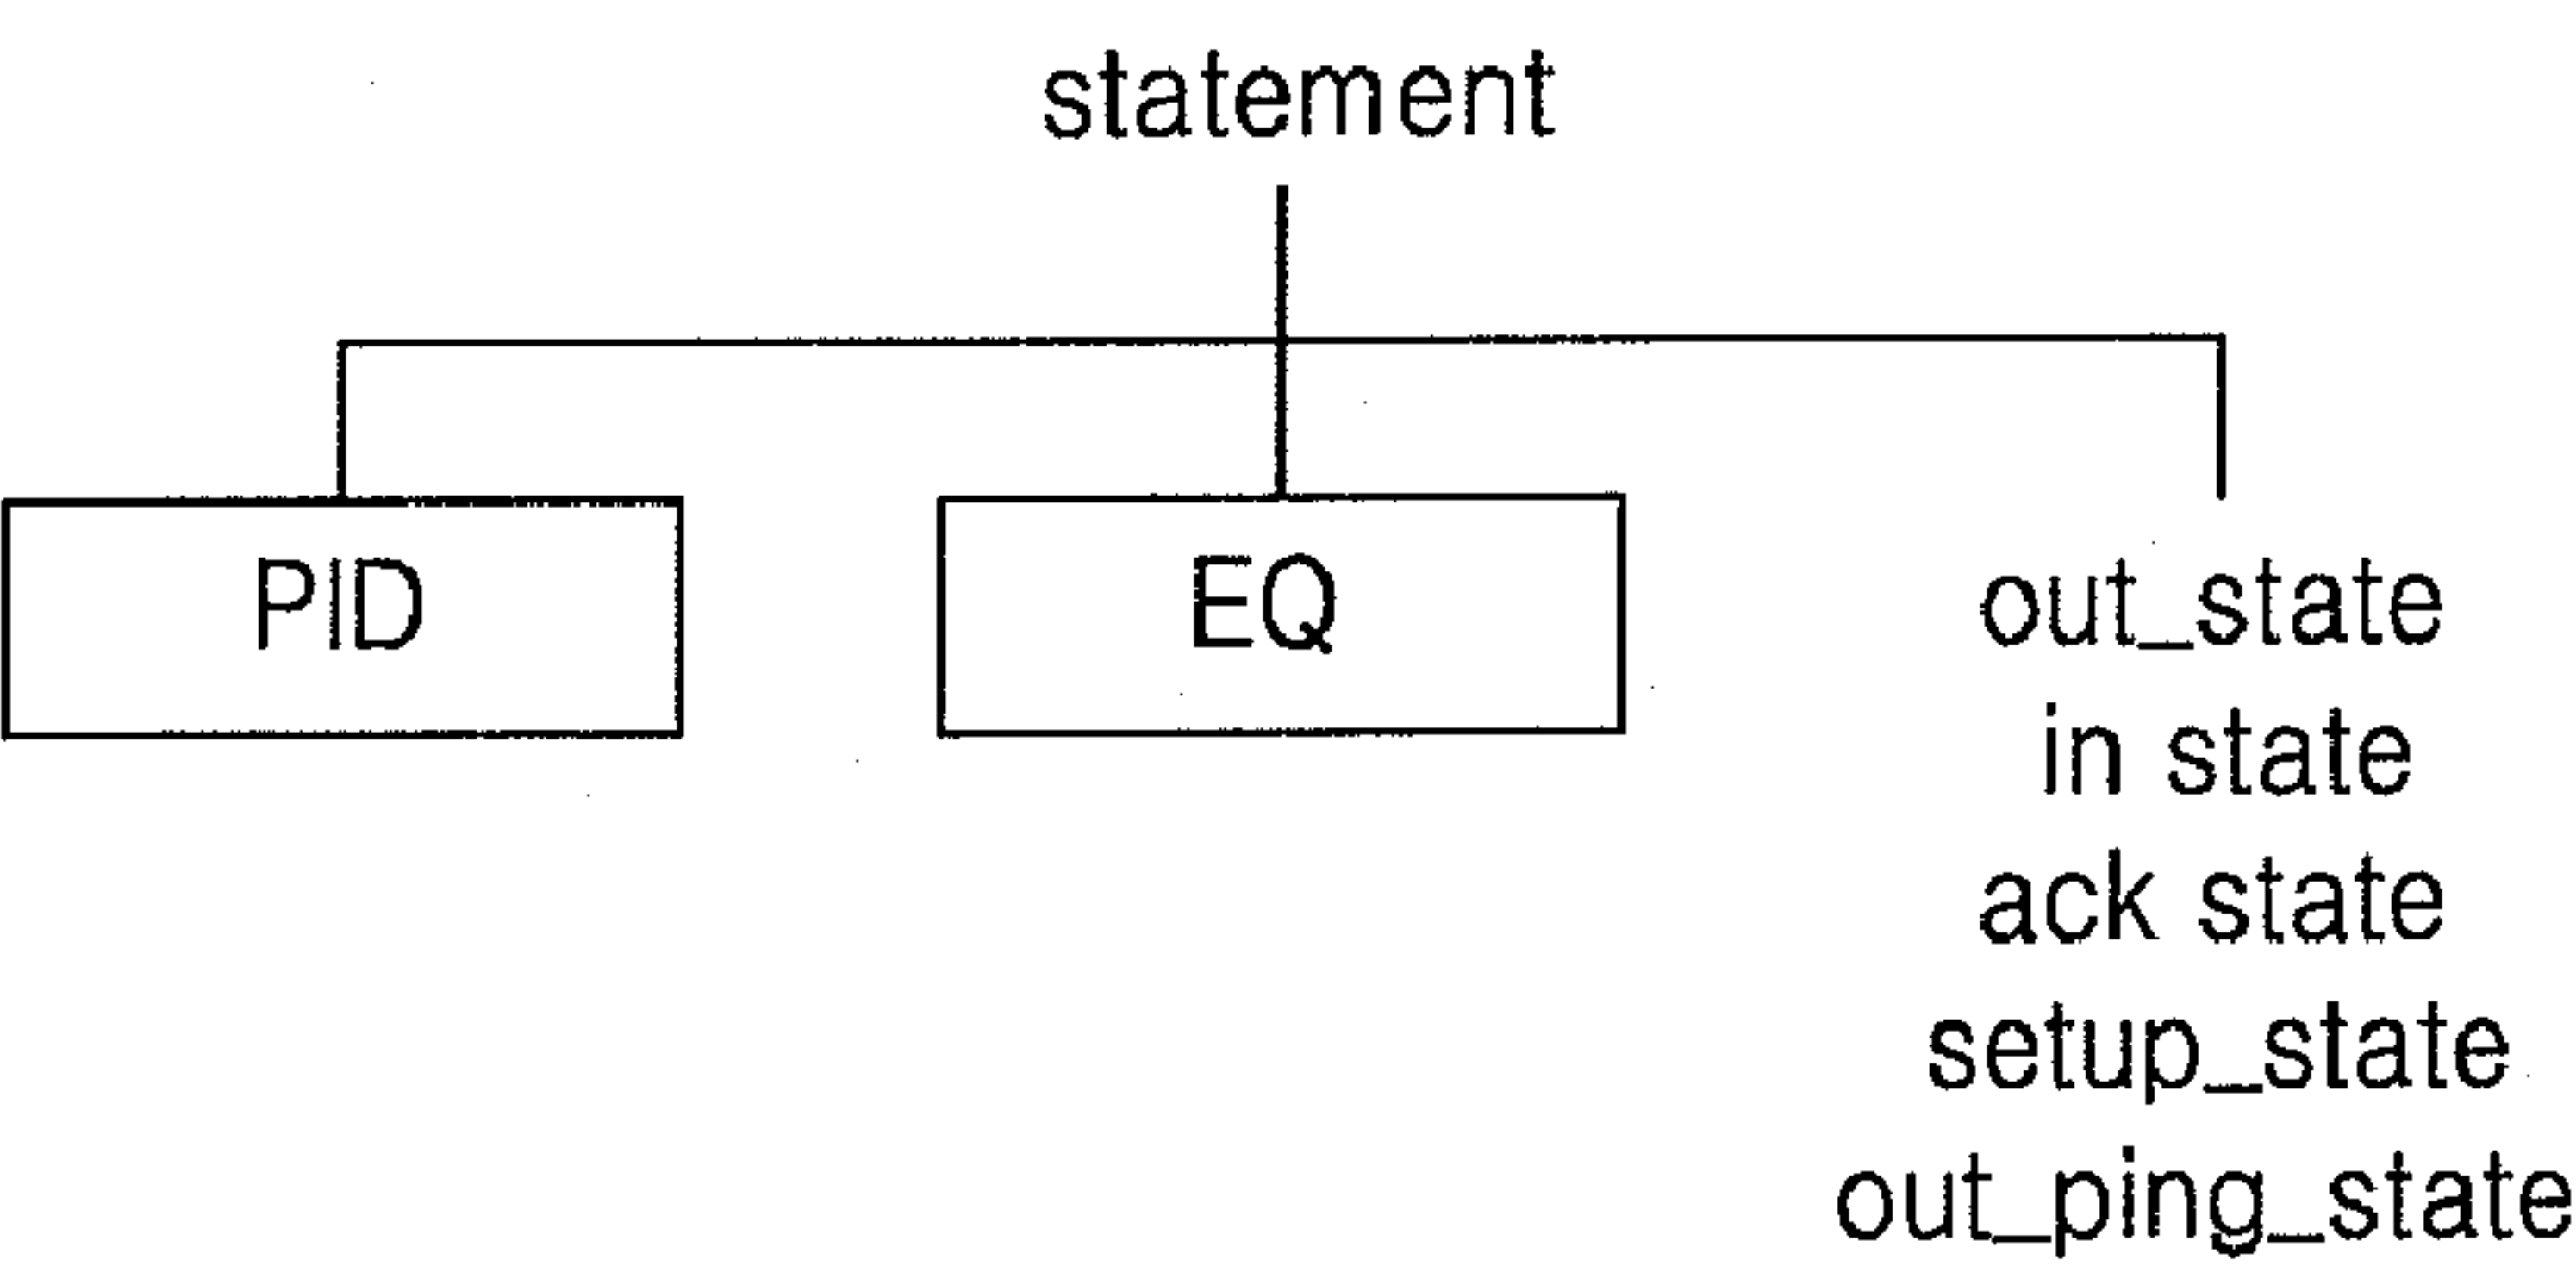 statement
PID
EQ
out_state
in state
ack state
setup_state
out_ping_state